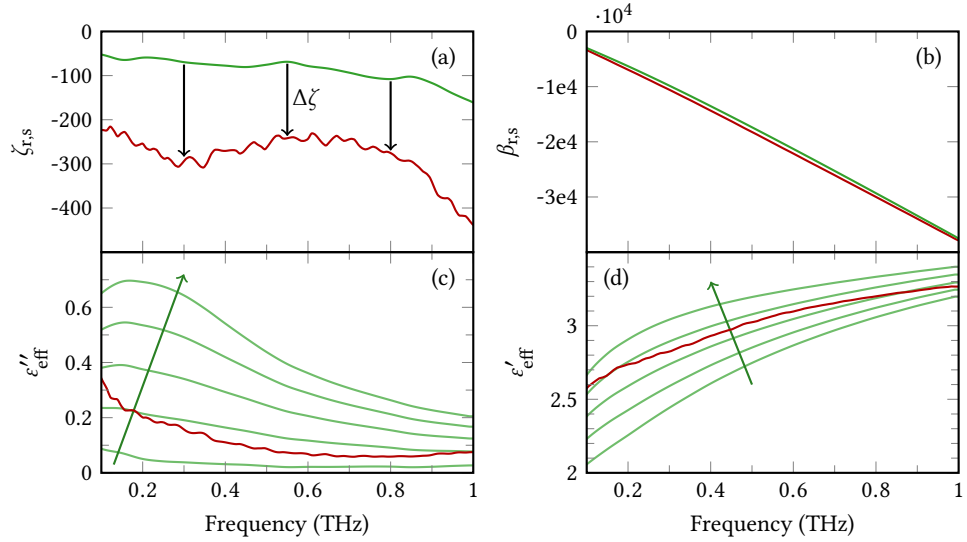 ·10⁴
0
-100
-200
-300
-400
ζr,s
(a)
Δζ
0
-1e4
-2e4
-3e4
βr,s
(b)
0.6
0.4
0.2
0
ε″eff
(c)
0.2 0.4 0.6 0.8 1
Frequency (THz)
3
2.5
2
ε′eff
(d)
0.2 0.4 0.6 0.8 1
Frequency (THz)